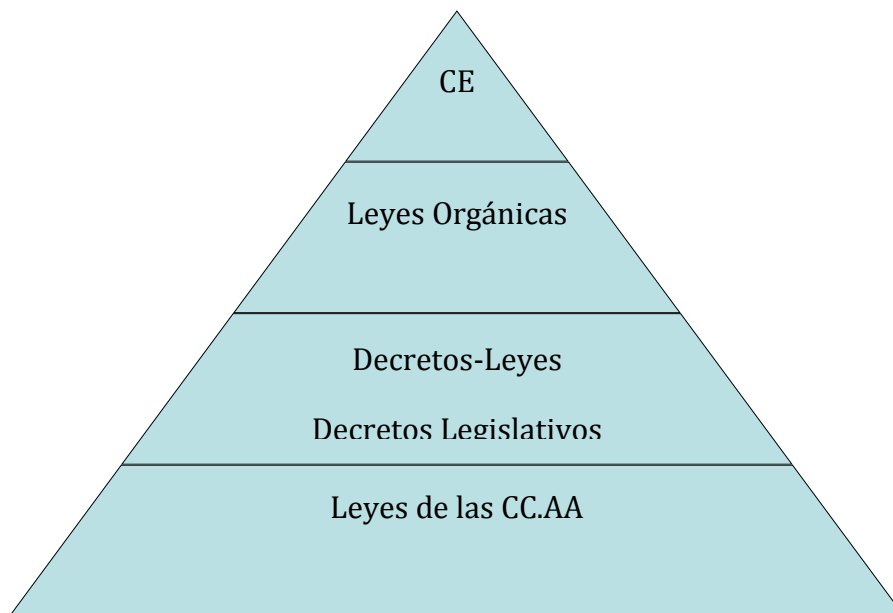 CE
Leyes Orgánicas
Decretos-Leyes
Decretos Legislativos
Leyes de las CC.AA